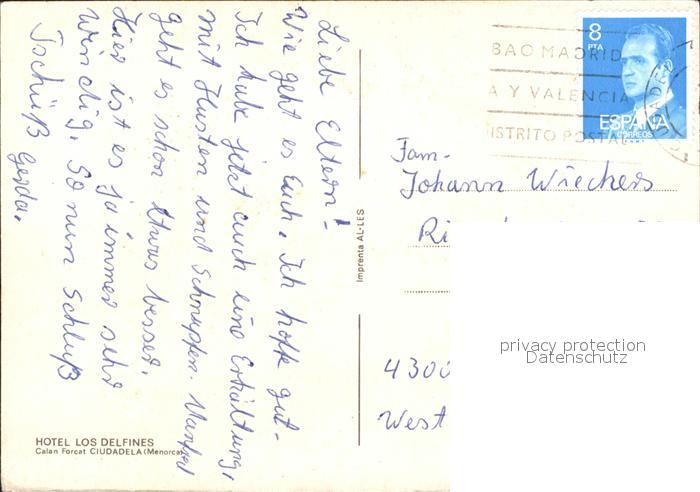 Liebe Eltern!
Wie geht es Euch. Ich hoffe gut-
Ich habe jetzt auch eine Erkältung,
mit Husten und Schnupfen. Manfred
geht es schon etwas besser.
Hier ist es ja immer sehr
windig. So nun Schluß
Tschüß Gerda.
HOTEL LOS DELFINES
Calan Forcat CIUDADELA (Menorca)
Imprenta AL-LES
BAO MADRID
A Y VALENCIA
ISTRITO POSTAL
8
PTA
ESPAÑA
CORREOS
Fam.
Johann Wiechers
Ri
4300
West
privacy protection
Datenschutz